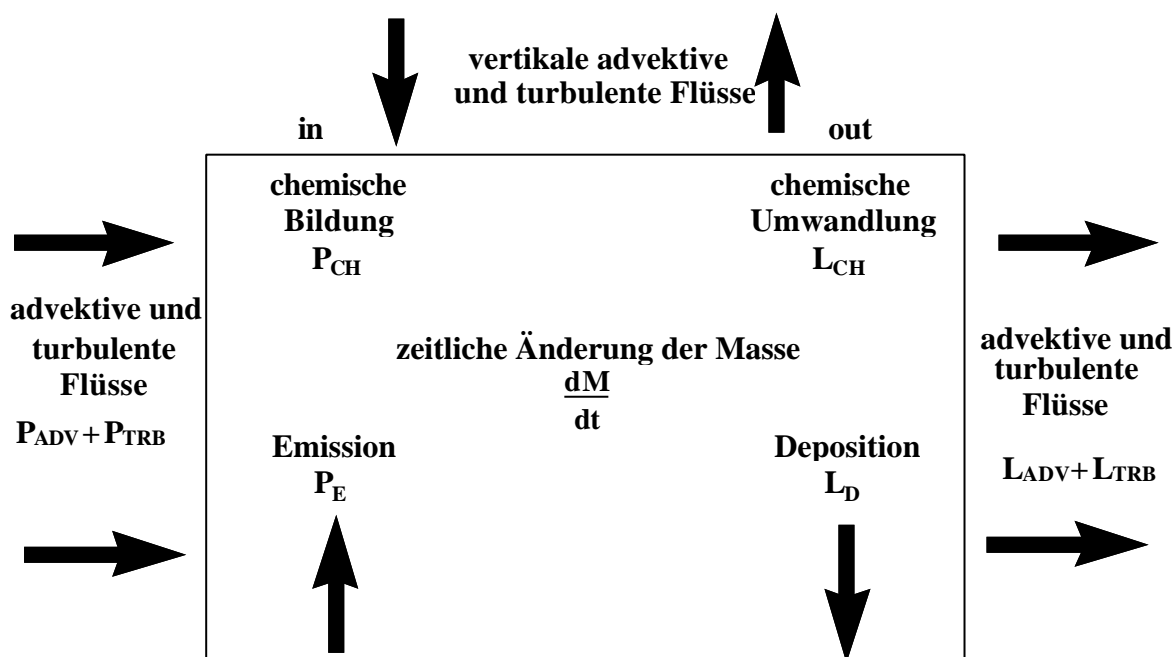 vertikale advektive
und turbulente Flüsse
in
out
chemische
Bildung
P_CH
chemische
Umwandlung
L_CH
advektive und
turbulente
Flüsse
P_ADV + P_TRB
zeitliche Änderung der Masse
dM
dt
advektive und
turbulente
Flüsse
L_ADV + L_TRB
Emission
P_E
Deposition
L_D